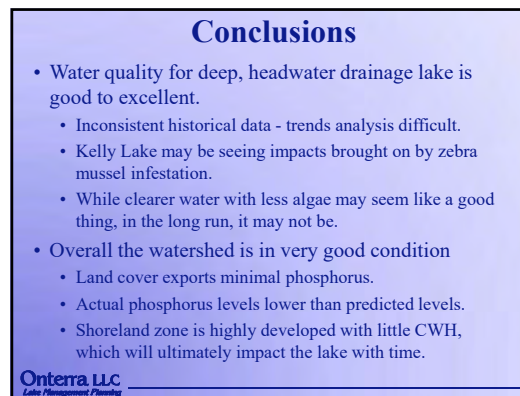 Conclusions
• Water quality for deep, headwater drainage lake is
good to excellent.
• Inconsistent historical data - trends analysis difficult.
• Kelly Lake may be seeing impacts brought on by zebra
mussel infestation.
• While clearer water with less algae may seem like a good
thing, in the long run, it may not be.
• Overall the watershed is in very good condition
• Land cover exports minimal phosphorus.
• Actual phosphorus levels lower than predicted levels.
• Shoreland zone is highly developed with little CWH,
which will ultimately impact the lake with time.
Onterra LLC
Lake Management Planning